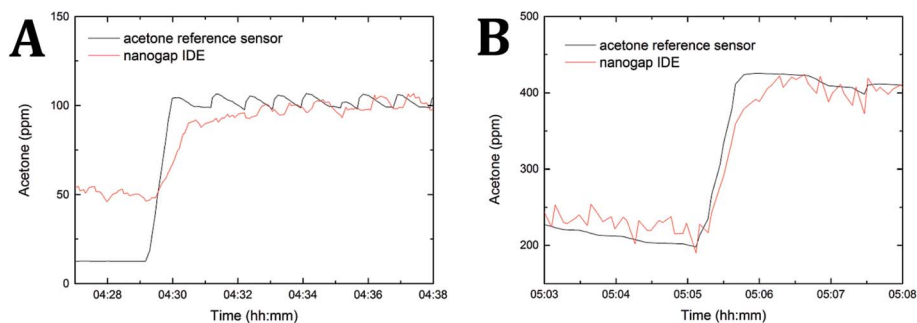 A
acetone reference sensor
nanogap IDE
Acetone (ppm)
150
100
50
0
04:28 04:30 04:32 04:34 04:36 04:38
Time (hh:mm)
B
acetone reference sensor
nanogap IDE
Acetone (ppm)
500
400
300
200
05:03 05:04 05:05 05:06 05:07 05:08
Time (hh:mm)